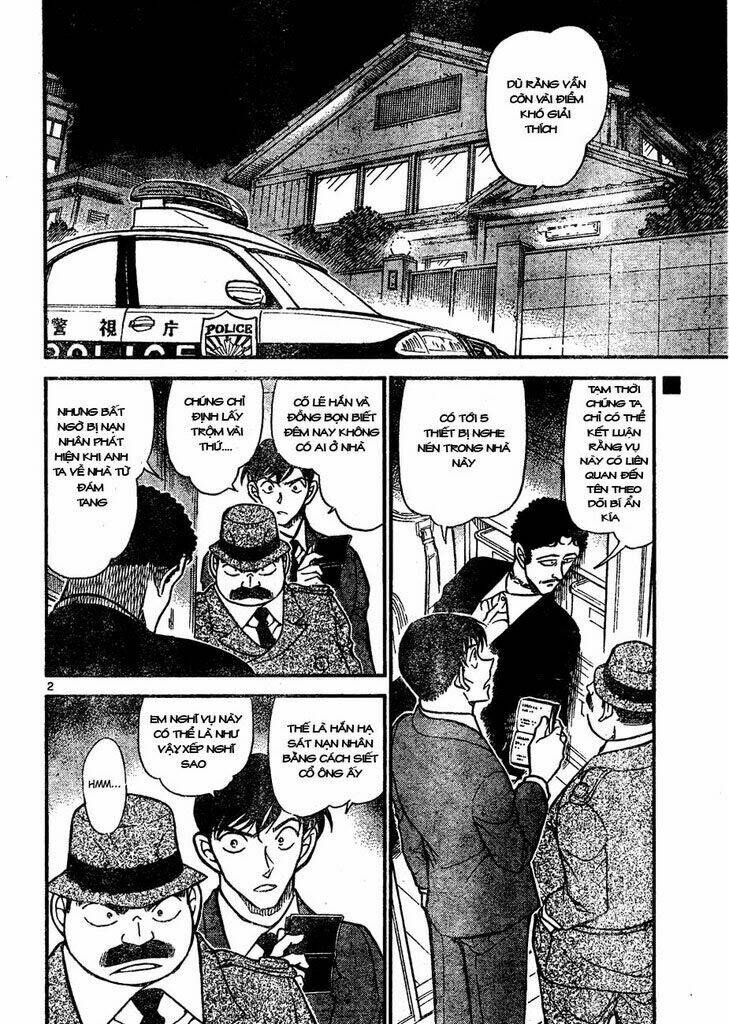 DÙ RẰNG VẪN
CÒN VÀI ĐIỂM
KHÓ GIẢI
THÍCH
警視庁
POLICE
POLICE
TẠM THỜI
CHÚNG TA
CHỈ CÓ THỂ
KẾT LUẬN
RẰNG VỤ
NÀY CÓ LIÊN
QUAN ĐẾN
TÊN THEO
DÕI BÍ ẨN
KÍA
CÓ TỚI 5
THIẾT BỊ NGHE
NÉN TRONG NHÀ
NÀY
CÓ LẼ HẮN VÀ
ĐỒNG BỌN BIẾT
ĐÊM NAY KHÔNG
CÓ AI Ở NHÀ
CHÚNG CHỈ
ĐỊNH LẤY
TRỘM VÀI
THỨ....
NHƯNG BẤT
NGỜ BỊ NẠN
NHÂN PHÁT
HIỆN KHI ANH
TA VỀ NHÀ TỪ
ĐÁM
TANG
2
THẾ LÀ HẮN HẠ
SÁT NẠN NHÂN
BẰNG CÁCH SIẾT
CỔ ÔNG ẤY
EM NGHĨ VỤ NÀY
CÓ THỂ LÀ NHƯ
VẬY XẾP NGHĨ
SAO
HMM...